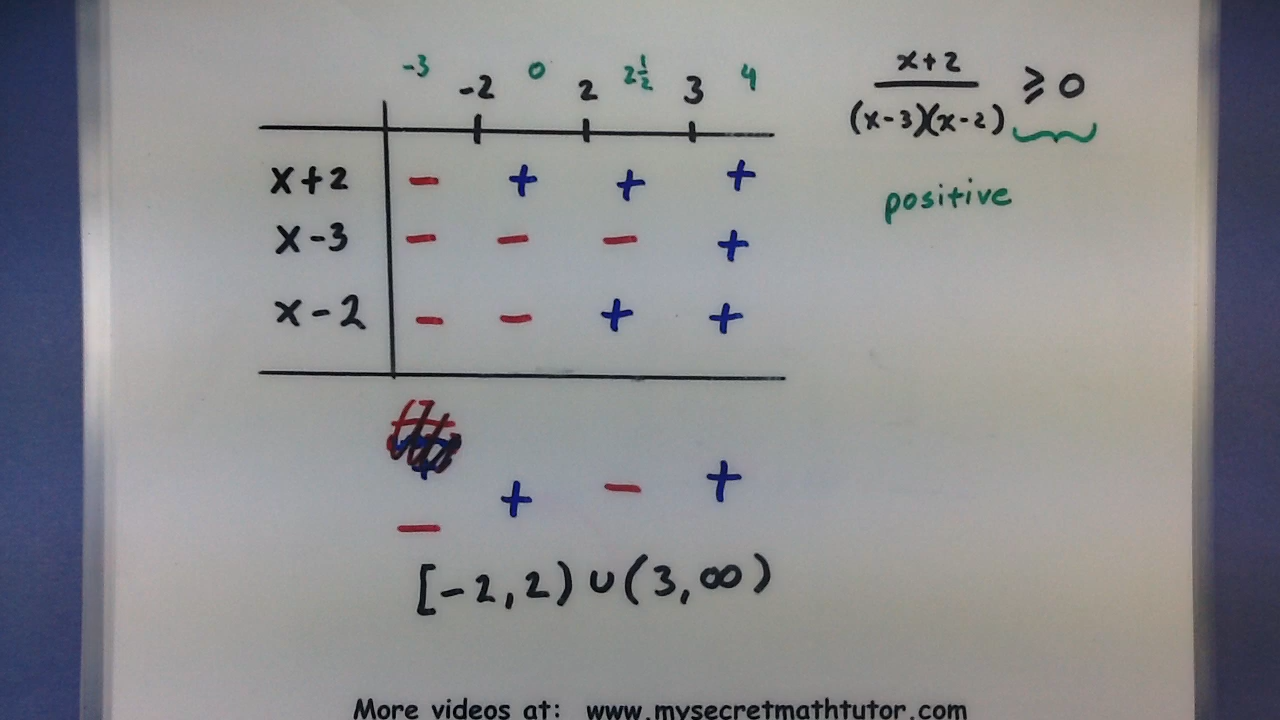 -3 0 2½ 4
-2 2 3
x+2 - + + +
x-3 - - - +
x-2 - - + +
- + - +
[-2,2)∪(3,∞)
x+2
(x-3)(x-2)
≥ 0
positive
More videos at: www.mysecretmathtutor.com